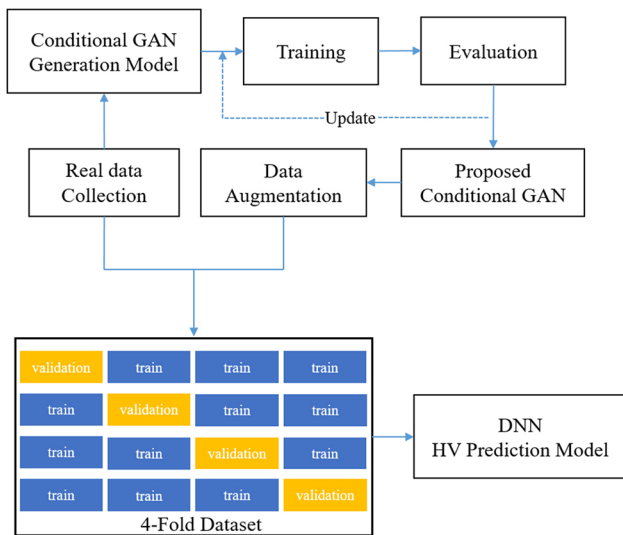 Conditional GAN
Generation Model
Training
Evaluation
Update
Real data
Collection
Data
Augmentation
Proposed
Conditional GAN
validation train train train
train validation train train
train train validation train
train train train validation
4-Fold Dataset
DNN
HV Prediction Model